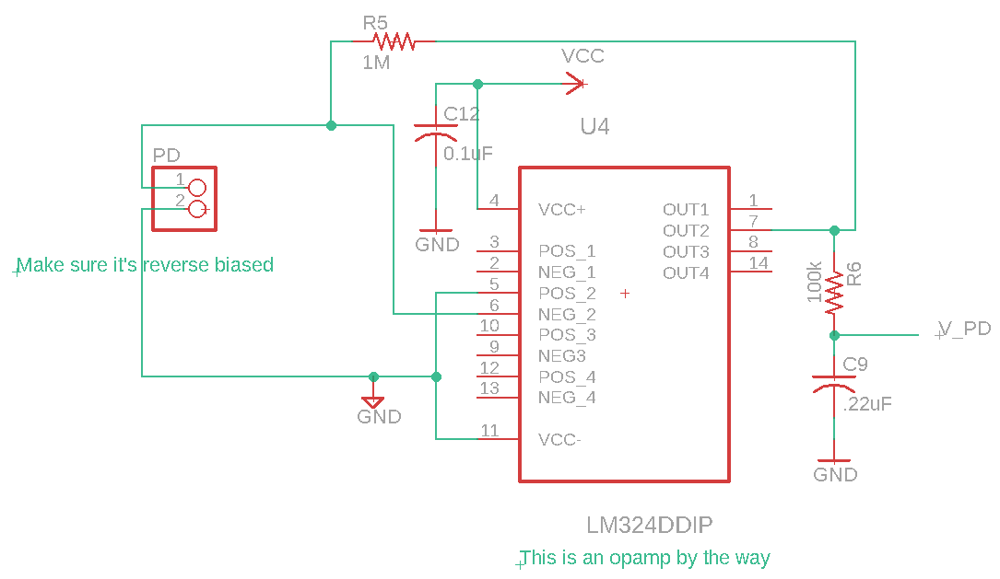 R5
1M
VCC
C12
0.1uF
U4
PD
1
2
GND
Make sure it's reverse biased
4 VCC+ OUT1 1
OUT2 7
3 POS_1 OUT3 8
2 NEG_1 OUT4 14
5 POS_2
6 NEG_2
10 POS_3
9 NEG3
12 POS_4
13 NEG_4
11 VCC-
100k
R6
V_PD
C9
.22uF
GND
GND
LM324DDIP
This is an opamp by the way